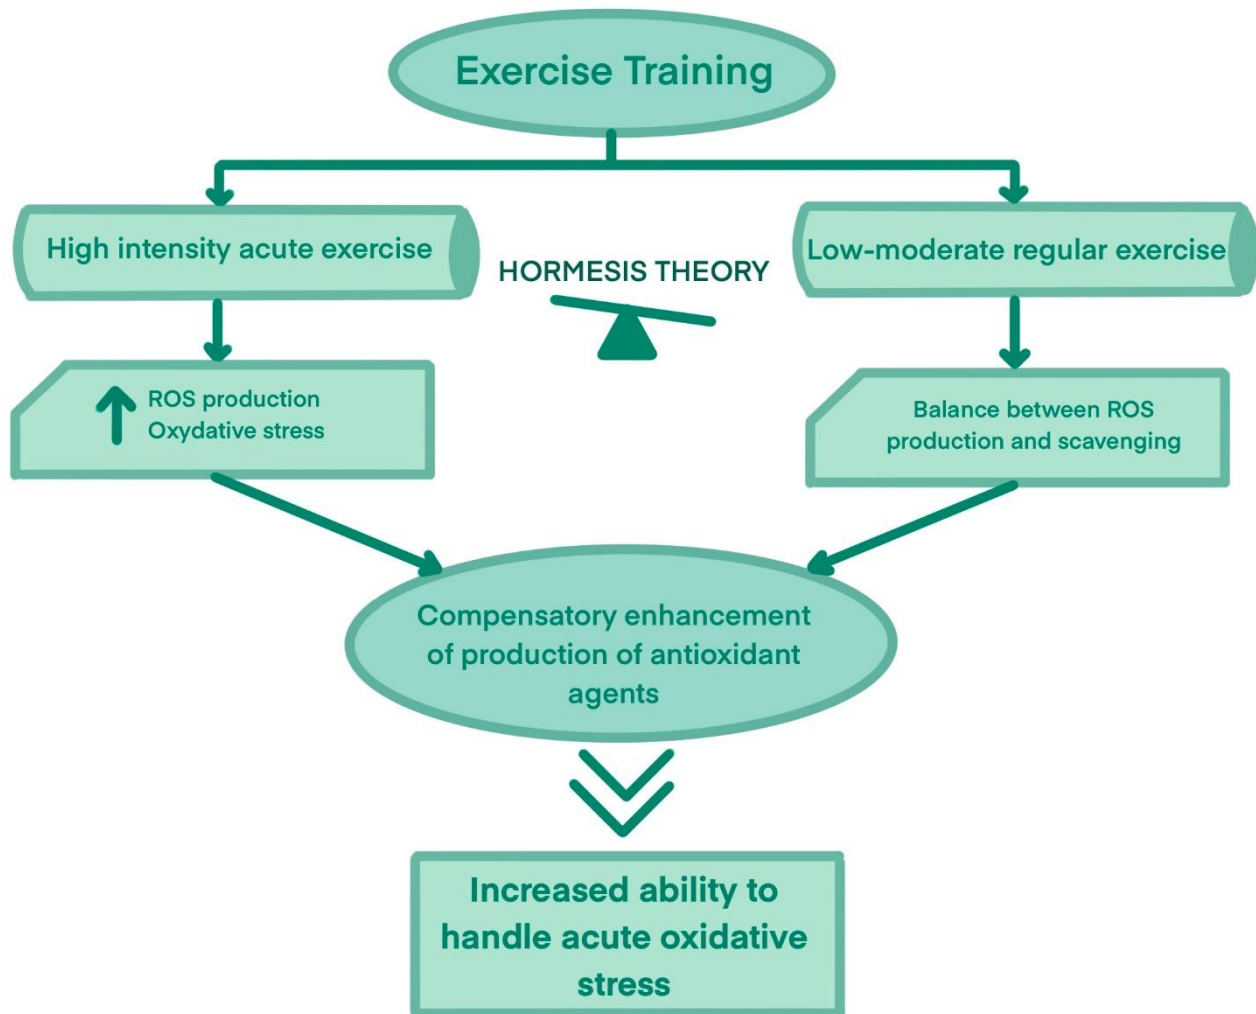 Exercise Training
High intensity acute exercise
HORMESIS THEORY
Low-moderate regular exercise
ROS production
Oxydative stress
Balance between ROS
production and scavenging
Compensatory enhancement
of production of antioxidant
agents
Increased ability to
handle acute oxidative
stress